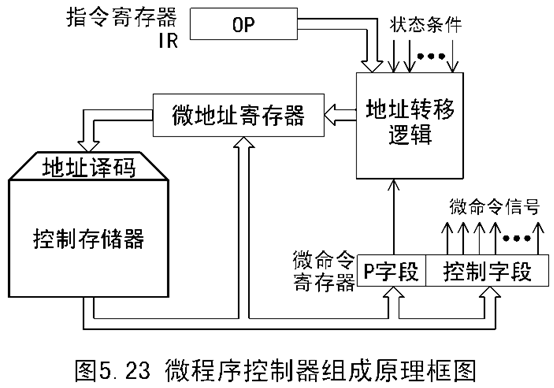 指令寄存器
IR
OP
状态条件
微地址寄存器
地址转移
逻辑
地址译码
控制存储器
微命令信号
微命令
寄存器
P字段
控制字段
图5.23 微程序控制器组成原理框图